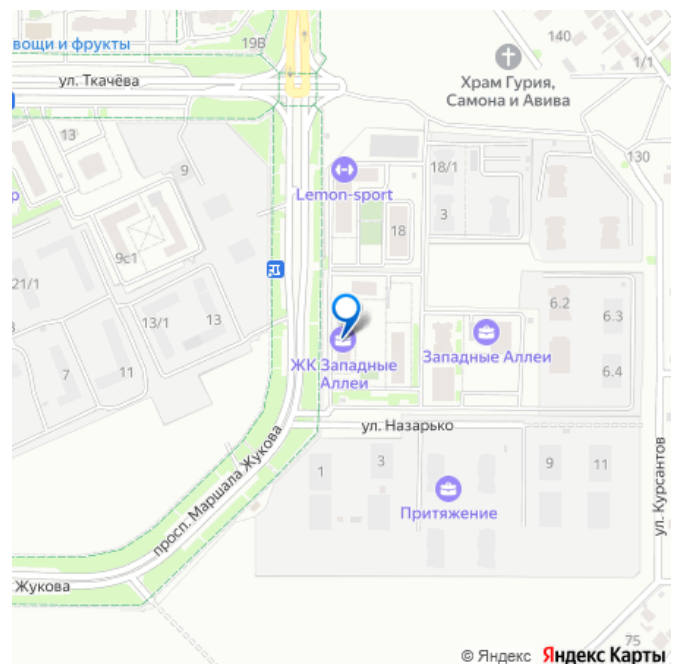 вощи и фрукты
19В
140
1/1
ул. Ткачёва
Храм Гурия,
Самона и Авива
13
130
9
18/1
Lemon-sport
р
3
18
9с1
21/1
6.2
6.3
13/1
13
ЖК Западные
Аллеи
Западные Аллеи
7
11
6.4
ул. Назарько
просп. Маршала Жукова
1
3
9
11
Притяжение
ул. Курсантов
Жукова
75
© Яндекс Яндекс Карты